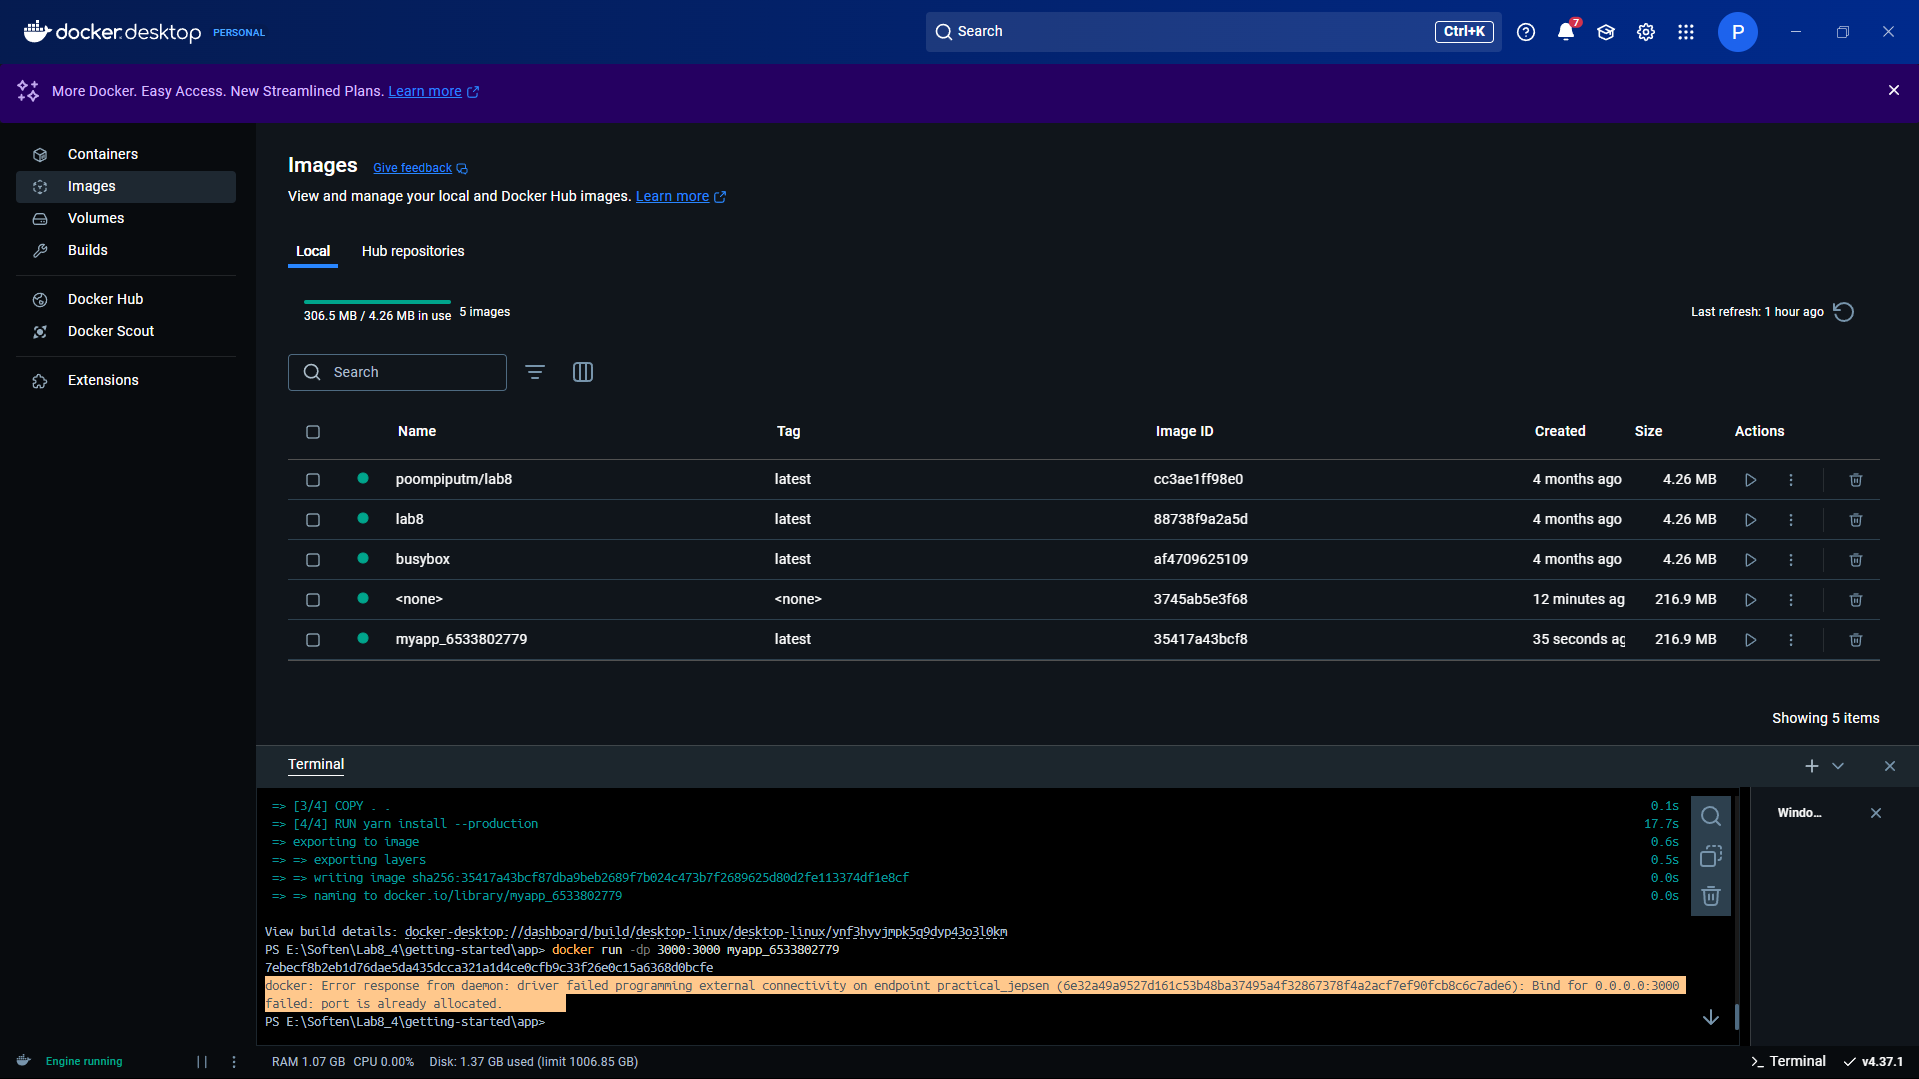 docker.desktop PERSONAL
Search
Ctrl+K
7
P
More Docker. Easy Access. New Streamlined Plans. Learn more
Containers
Images
Volumes
Builds
Docker Hub
Docker Scout
Extensions
Images Give feedback
View and manage your local and Docker Hub images. Learn more
Local Hub repositories
306.5 MB / 4.26 MB in use 5 images
Last refresh: 1 hour ago
Search
Name Tag Image ID Created Size Actions
poompiputm/lab8 latest cc3ae1ff98e0 4 months ago 4.26 MB
lab8 latest 88738f9a2a5d 4 months ago 4.26 MB
busybox latest af4709625109 4 months ago 4.26 MB
<none> <none> 3745ab5e3f68 12 minutes ag 216.9 MB
myapp_6533802779 latest 35417a43bcf8 35 seconds ag 216.9 MB
Showing 5 items
Terminal
=> [3/4] COPY . . 0.1s
=> [4/4] RUN yarn install --production 17.7s
=> exporting to image 0.6s
=> => exporting layers 0.5s
=> => writing image sha256:35417a43bcf87dba9beb2689f7b024c473b7f2689625d80d2fe113374df1e8cf 0.0s
=> => naming to docker.io/library/myapp_6533802779 0.0s
View build details: docker-desktop://dashboard/build/desktop-linux/desktop-linux/ynf3hyvjmpk5q9dyp43o3l0km
PS E:\Soften\Lab8_4\getting-started\app> docker run -dp 3000:3000 myapp_6533802779
7ebecf8b2eb1d76dae5da435dcca321a1d4ce0cfb9c33f26e0c15a6368d0bcfe
docker: Error response from daemon: driver failed programming external connectivity on endpoint practical_jepsen (6e32a49a9527d161c53b48ba37495a4f32867378f4a2acf7ef90fcb8c6c7ade6): Bind for 0.0.0.0:3000
failed: port is already allocated.
PS E:\Soften\Lab8_4\getting-started\app>
Windo...
Engine running
RAM 1.07 GB CPU 0.00% Disk: 1.37 GB used (limit 1006.85 GB)
Terminal
v4.37.1